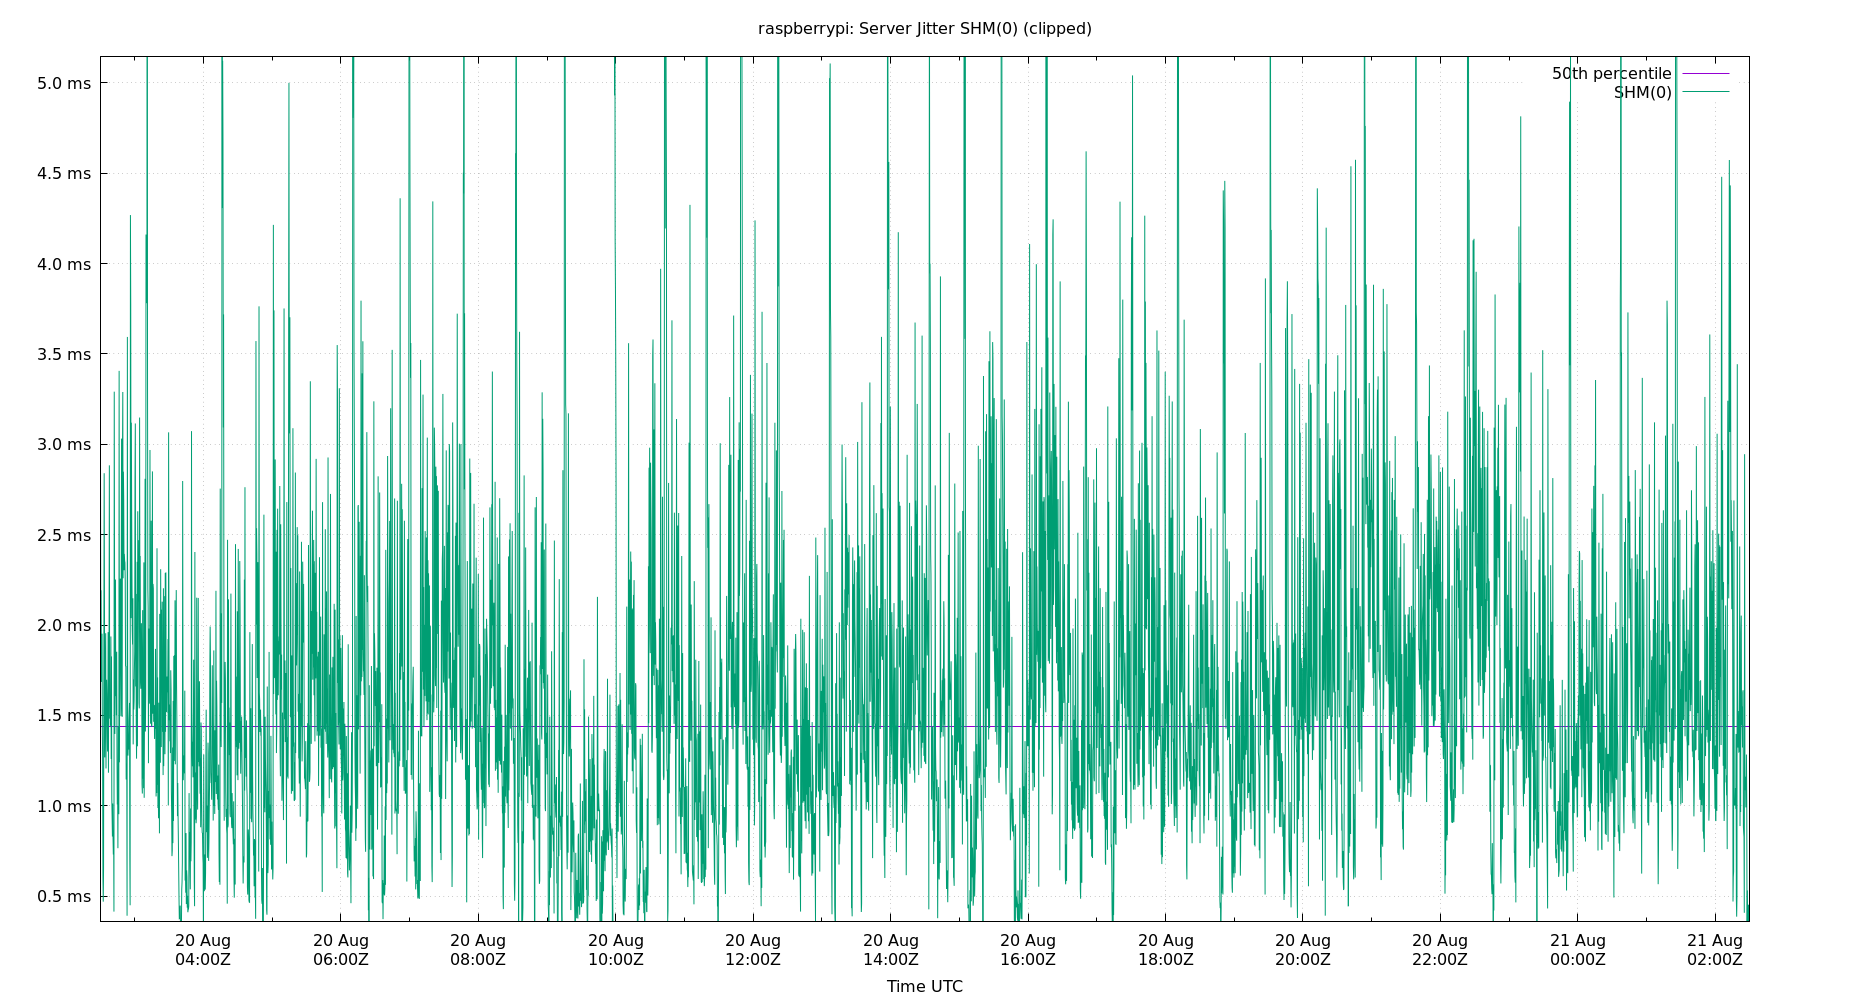 raspberrypi: Server Jitter SHM(0) (clipped)
50th percentile
SHM(0)
5.0 ms
4.5 ms
4.0 ms
3.5 ms
3.0 ms
2.5 ms
2.0 ms
1.5 ms
1.0 ms
0.5 ms
20 Aug 20 Aug 20 Aug 20 Aug 20 Aug 20 Aug 20 Aug 20 Aug 20 Aug 20 Aug 21 Aug 21 Aug
04:00Z 06:00Z 08:00Z 10:00Z 12:00Z 14:00Z 16:00Z 18:00Z 20:00Z 22:00Z 00:00Z 02:00Z
Time UTC